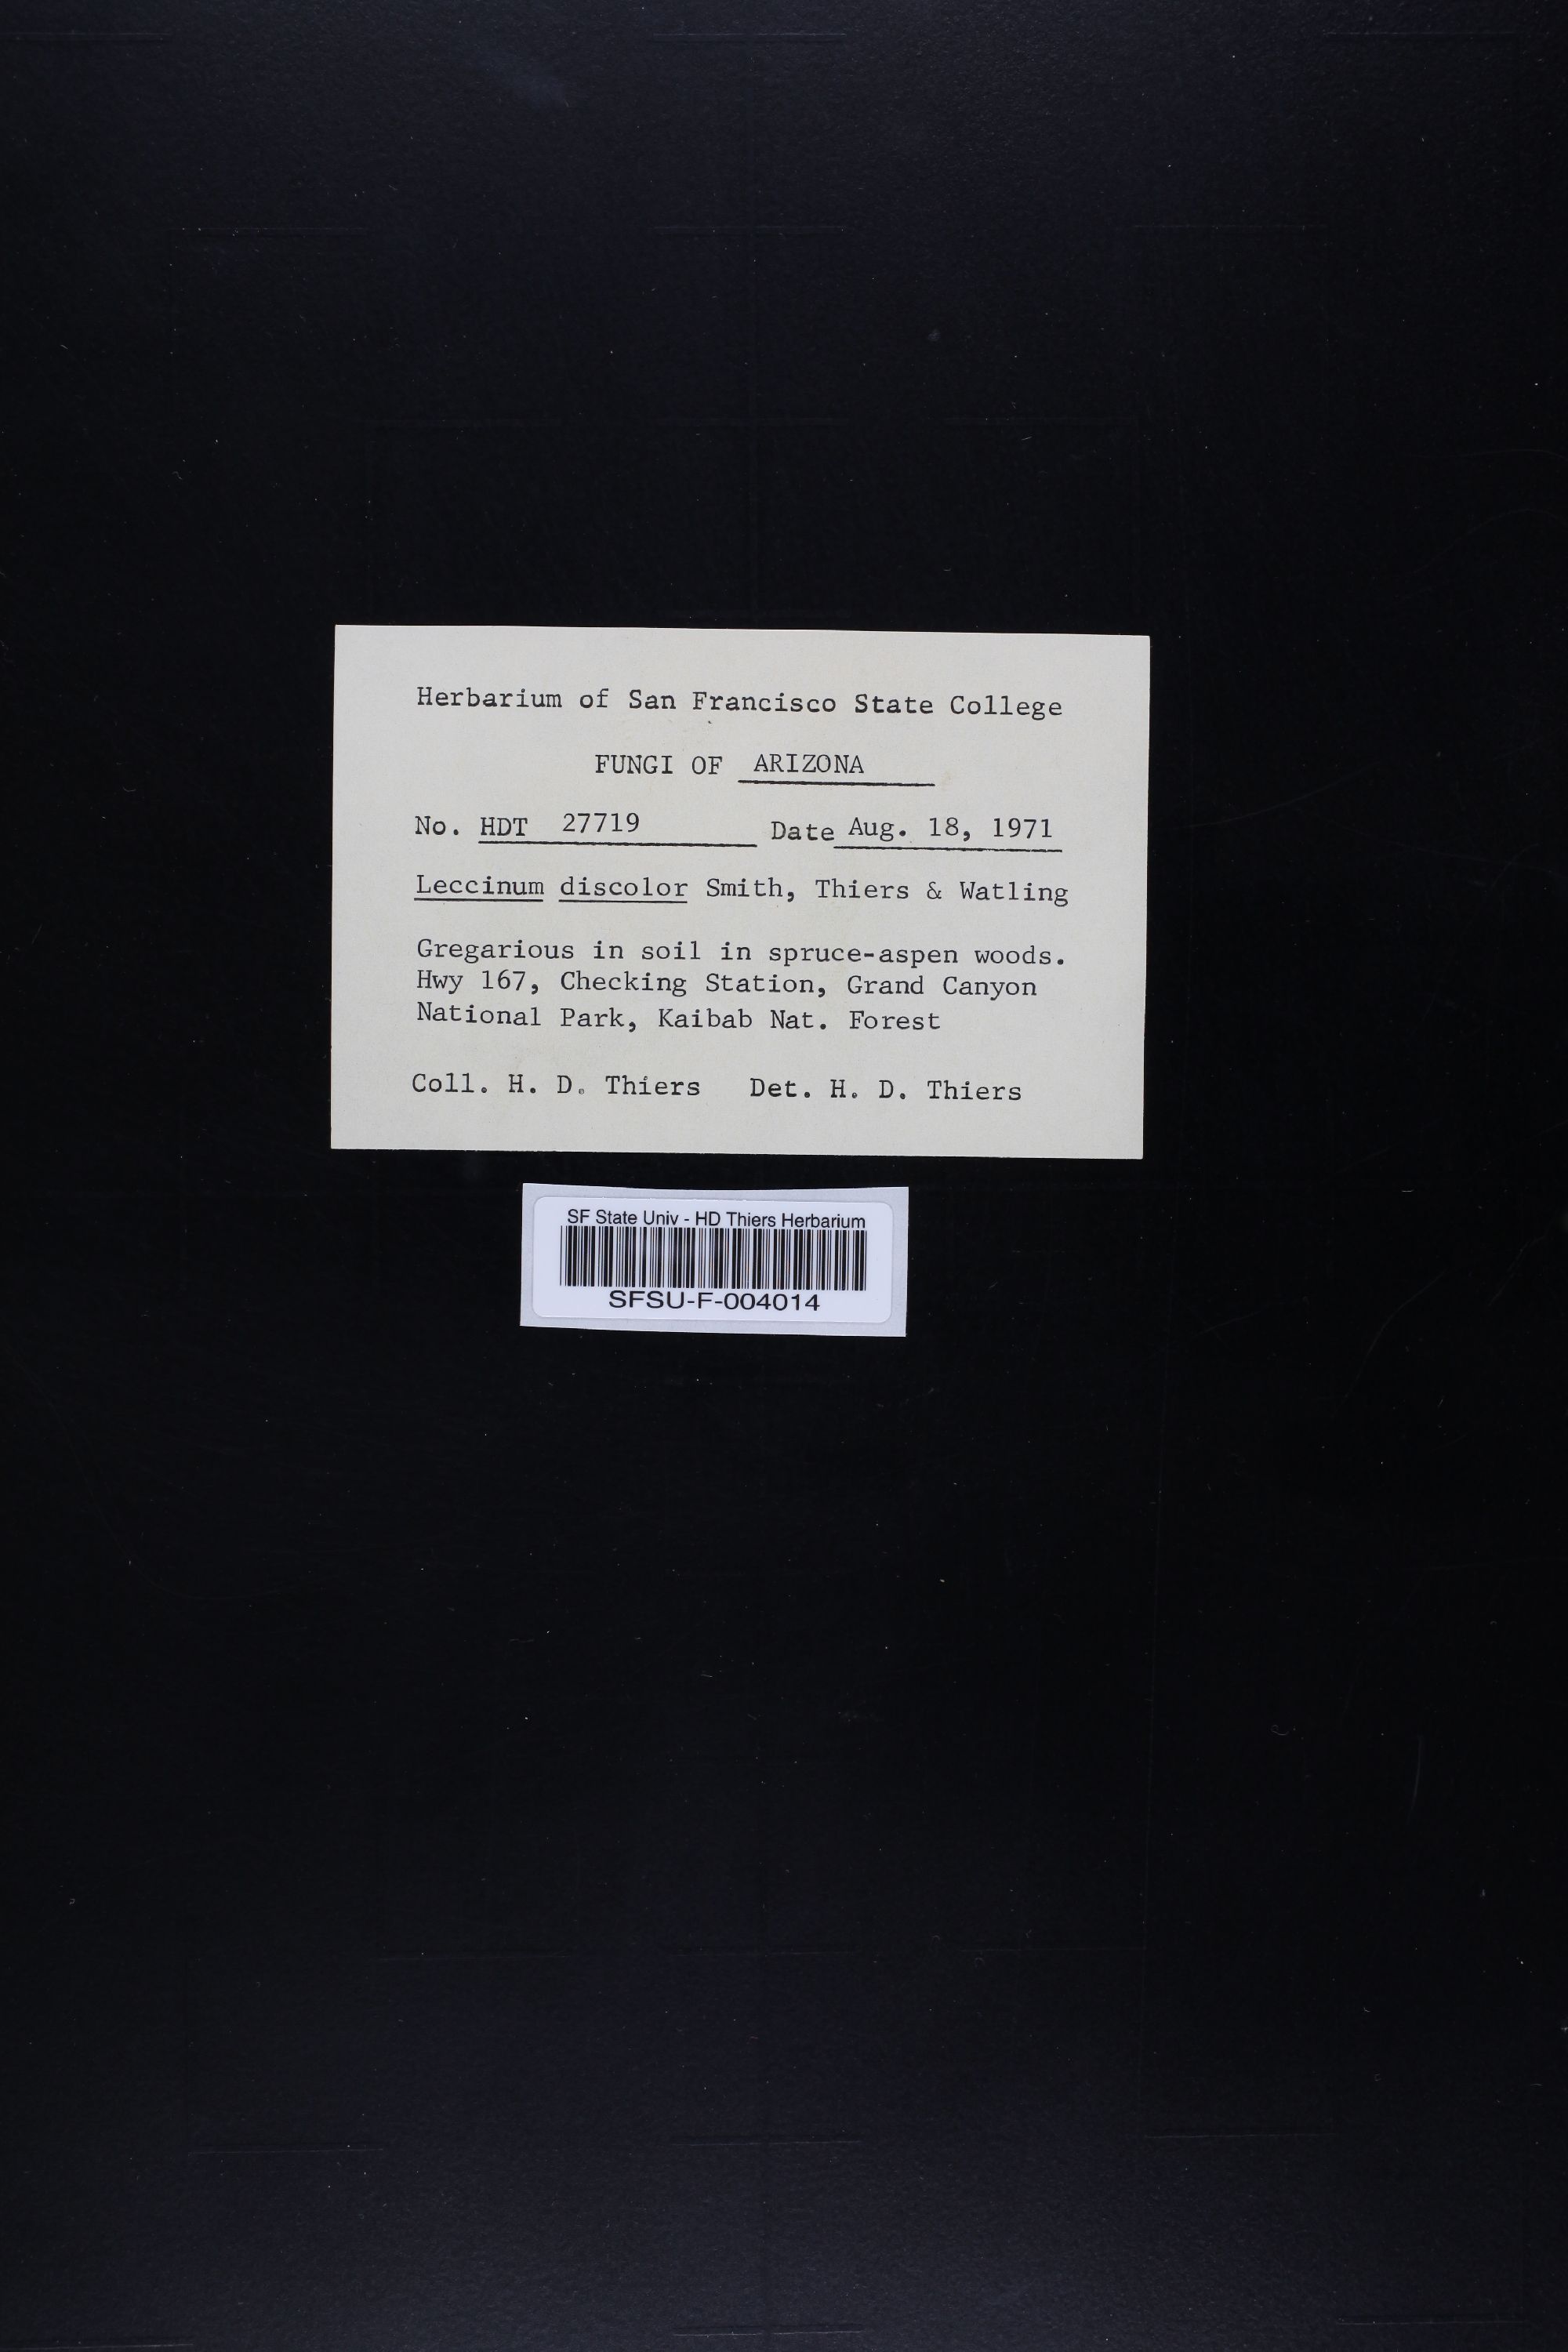 Herbarium of San Francisco State College
FUNGI OF ARIZONA
No. HDT 27719 Date Aug. 18, 1971
Leccinum discolor Smith, Thiers & Watling
Gregarious in soil in spruce-aspen woods.
Hwy 167, Checking Station, Grand Canyon
National Park, Kaibab Nat. Forest
Coll. H. D. Thiers Det. H. D. Thiers
SF State Univ - HD Thiers Herbarium
SFSU-F-004014